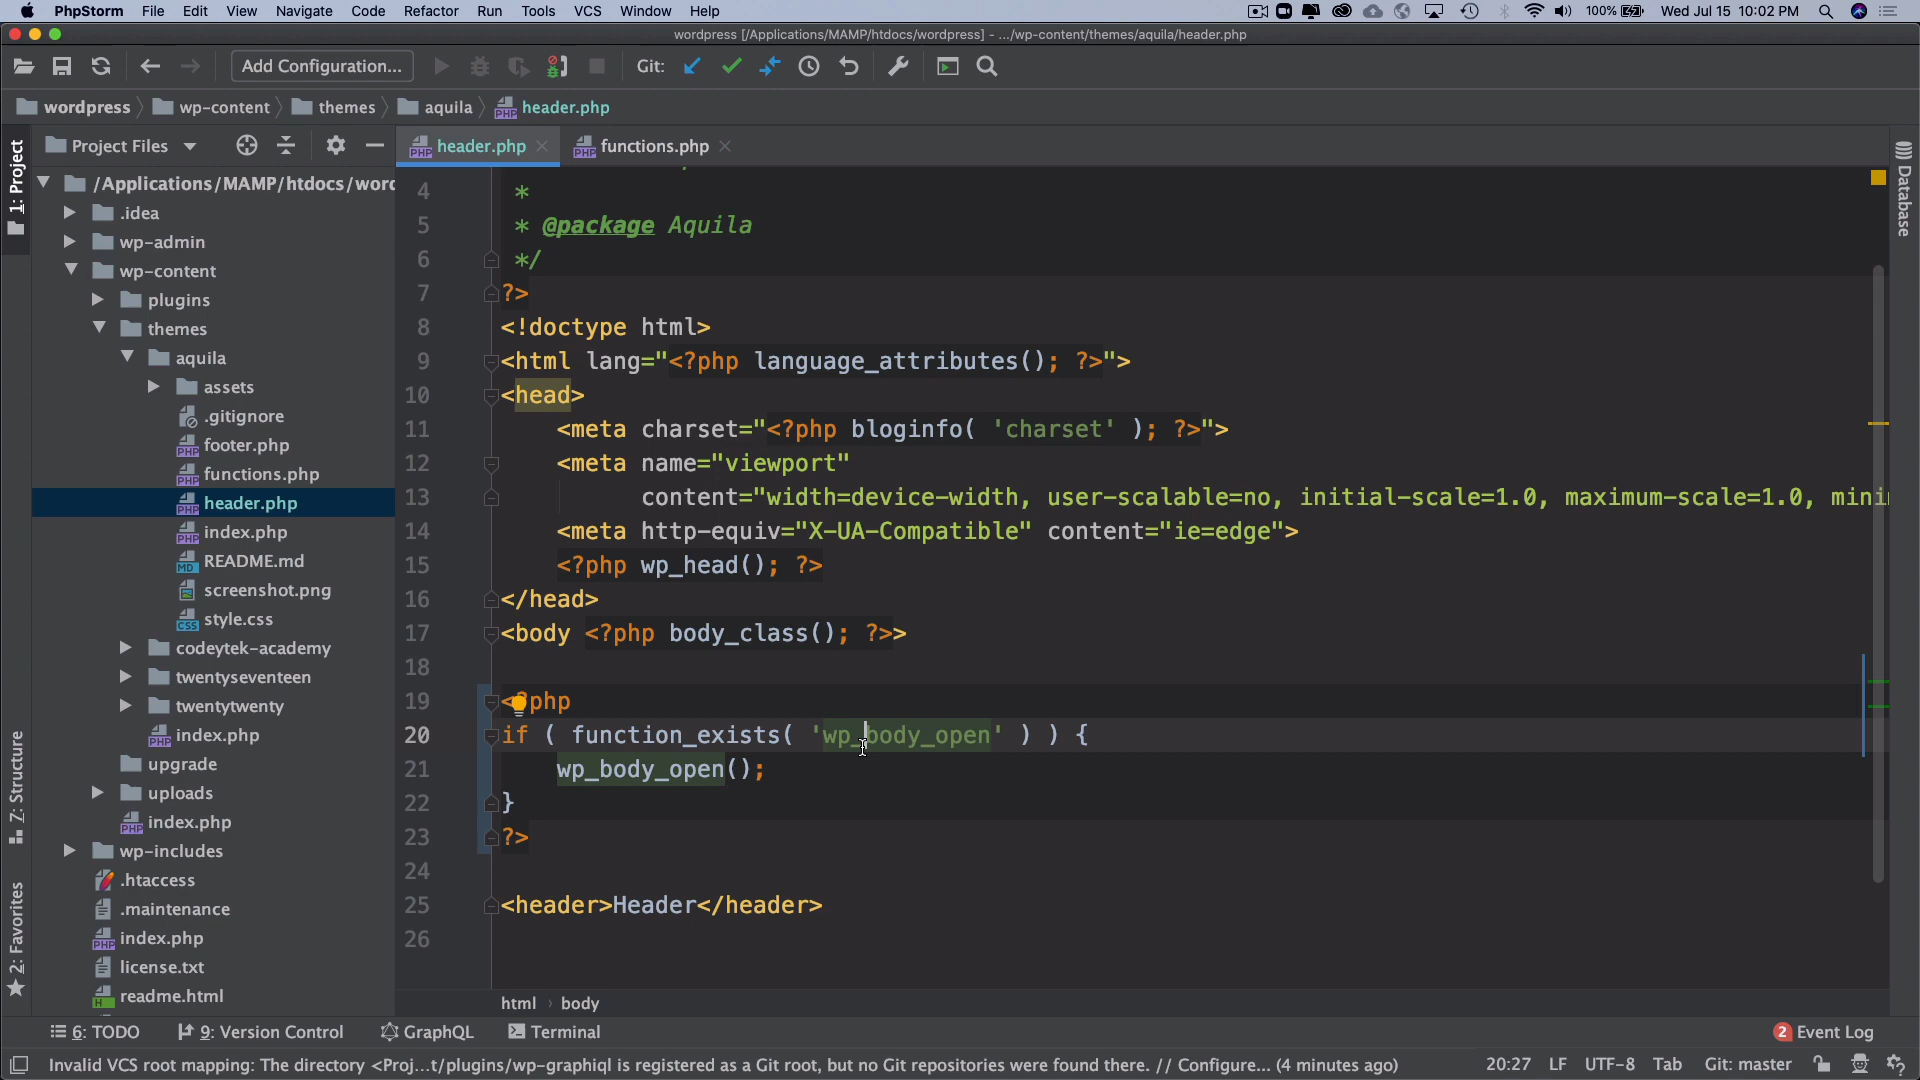 PhpStorm File Edit View Navigate Code Refactor Run Tools VCS Window Help 100% Wed Jul 15 10:02 PM
wordpress [/Applications/MAMP/htdocs/wordpress] - .../wp-content/themes/aquila/header.php
Add Configuration... Git:
wordpress wp-content themes aquila header.php
1: Project
Project Files
header.php functions.php
Database
/Applications/MAMP/htdocs/word
.idea
wp-admin
wp-content
plugins
themes
aquila
assets
.gitignore
footer.php
functions.php
header.php
index.php
README.md
screenshot.png
style.css
codeytek-academy
twentyseventeen
twentytwenty
index.php
upgrade
uploads
index.php
wp-includes
.htaccess
.maintenance
index.php
license.txt
readme.html
Z: Structure
2: Favorites
4 *
5 * @package Aquila
6 */
7 ?>
8 <!doctype html>
9 <html lang="<?php language_attributes(); ?>">
10 <head>
11 <meta charset="<?php bloginfo( 'charset' ); ?>">
12 <meta name="viewport"
13 content="width=device-width, user-scalable=no, initial-scale=1.0, maximum-scale=1.0, mini
14 <meta http-equiv="X-UA-Compatible" content="ie=edge">
15 <?php wp_head(); ?>
16 </head>
17 <body <?php body_class(); ?>>
18
19 <?php
20 if ( function_exists( 'wp_body_open' ) ) {
21 wp_body_open();
22 }
23 ?>
24
25 <header>Header</header>
26
html › body
6: TODO 9: Version Control GraphQL Terminal 2 Event Log
Invalid VCS root mapping: The directory <Proj...t/plugins/wp-graphiql is registered as a Git root, but no Git repositories were found there. // Configure... (4 minutes ago) 20:27 LF UTF-8 Tab Git: master